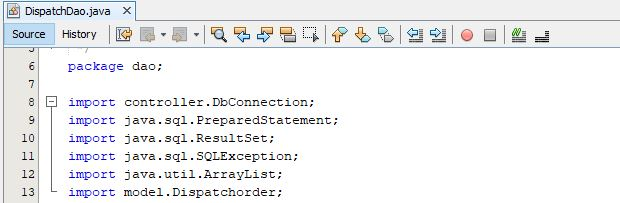 DispatchDao.java
Source History
6 package dao;
7
8 import controller.DbConnection;
9 import java.sql.PreparedStatement;
10 import java.sql.ResultSet;
11 import java.sql.SQLException;
12 import java.util.ArrayList;
13 import model.Dispatchorder;